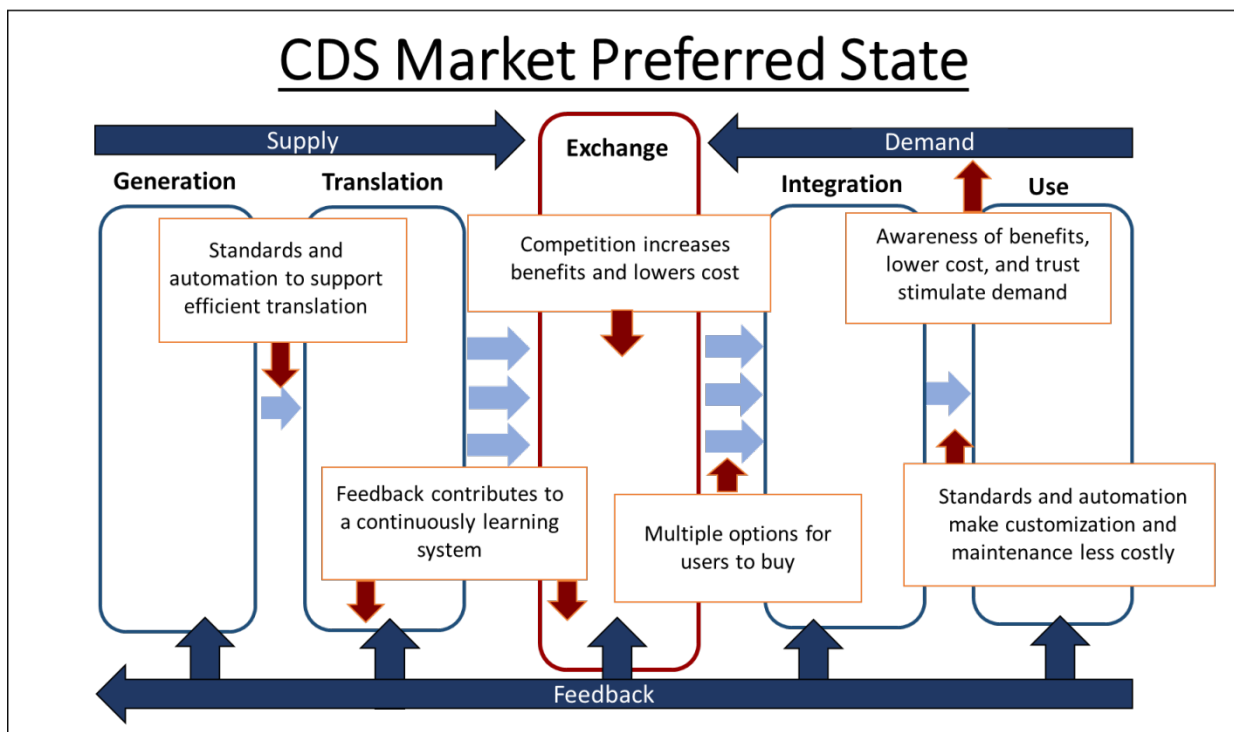 CDS Market Preferred State
Supply
Demand
Exchange
Generation
Translation
Integration
Use
Standards and
automation to support
efficient translation
Competition increases
benefits and lowers cost
Awareness of benefits,
lower cost, and trust
stimulate demand
Feedback contributes to
a continuously learning
system
Multiple options for
users to buy
Standards and automation
make customization and
maintenance less costly
Feedback